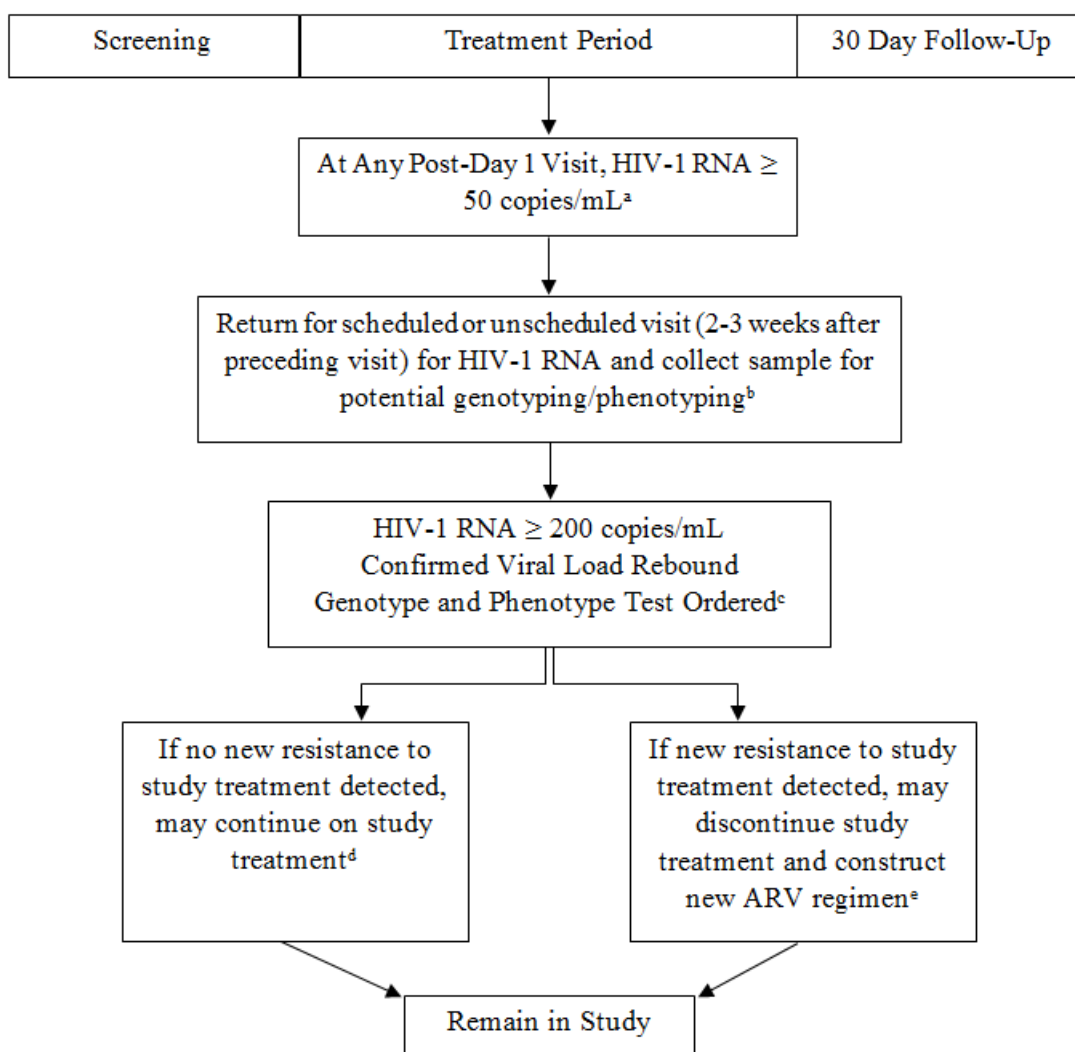 Screening
Treatment Period
30 Day Follow-Up
At Any Post-Day 1 Visit, HIV-1 RNA ≥
50 copies/mLᵃ
Return for scheduled or unscheduled visit (2-3 weeks after
preceding visit) for HIV-1 RNA and collect sample for
potential genotyping/phenotypingᵇ
HIV-1 RNA ≥ 200 copies/mL
Confirmed Viral Load Rebound
Genotype and Phenotype Test Orderedᶜ
If no new resistance to
study treatment detected,
may continue on study
treatmentᵈ
If new resistance to study
treatment detected, may
discontinue study
treatment and construct
new ARV regimenᵉ
Remain in Study